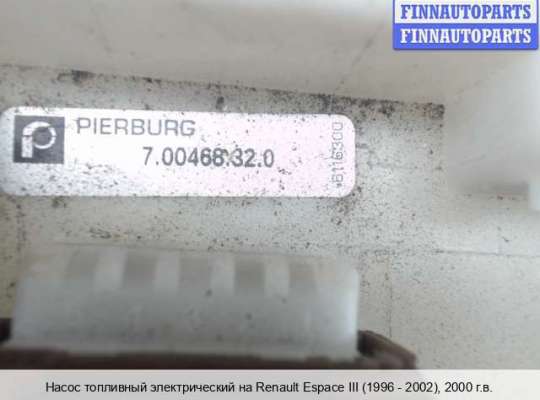 FINNAUTOPARTS
FINNAUTOPARTS
PIERBURG
7.00468.32.0
Насос топливный электрический на Renault Espace III (1996 - 2002), 2000 г.в.